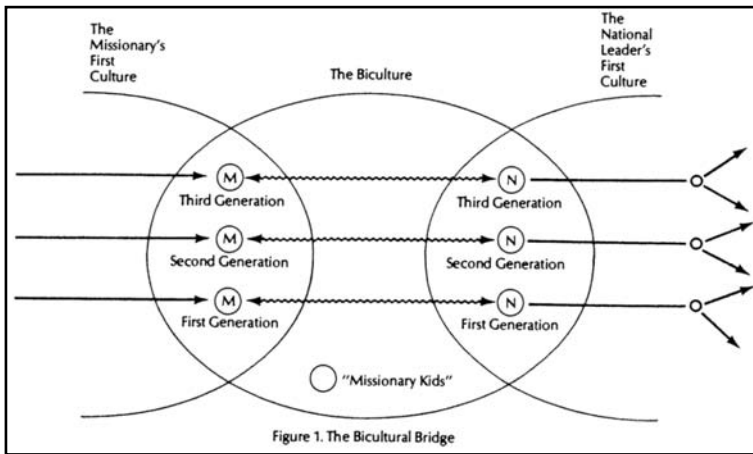 The
Missionary's
First
Culture
The Biculture
The
National
Leader's
First
Culture
M
N
Third Generation
Third Generation
M
N
Second Generation
Second Generation
M
N
First Generation
First Generation
"Missionary Kids"
Figure 1. The Bicultural Bridge